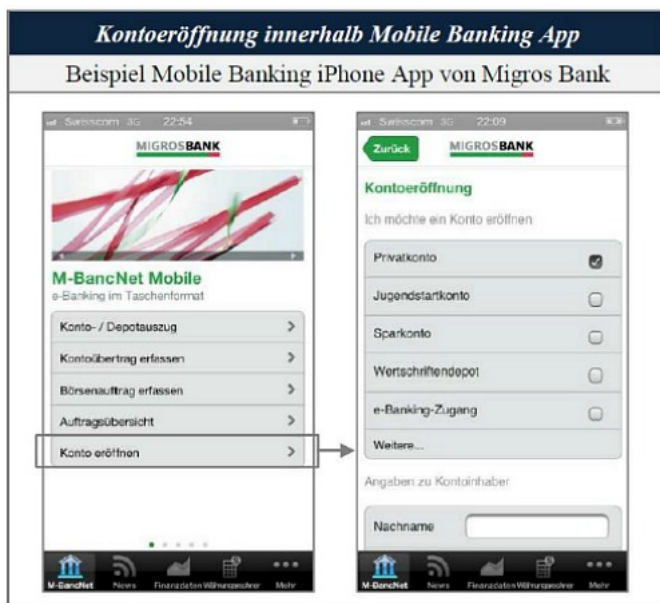 Kontoeröffnung innerhalb Mobile Banking App
Beispiel Mobile Banking iPhone App von Migros Bank
Swisscom 3G 22:54
MIGROSBANK
M-BancNet Mobile
e-Banking im Taschenformat
Konto- / Depotauszug
Kontoübertrag erfassen
Börsenauftrag erfassen
Auftragsübersicht
Konto eröffnen
M-BancNet News Finanzdaten Währungsrechner Mehr
Swisscom 3G 22:09
Zurück MIGROSBANK
Kontoeröffnung
Ich möchte ein Konto eröffnen
Privatkonto
Jugendstartkonto
Sparkonto
Wertschriftendepot
e-Banking-Zugang
Weitere...
Angaben zu Kontoinhaber
Nachname
M-BancNet News Finanzdaten Währungsrechner Mehr